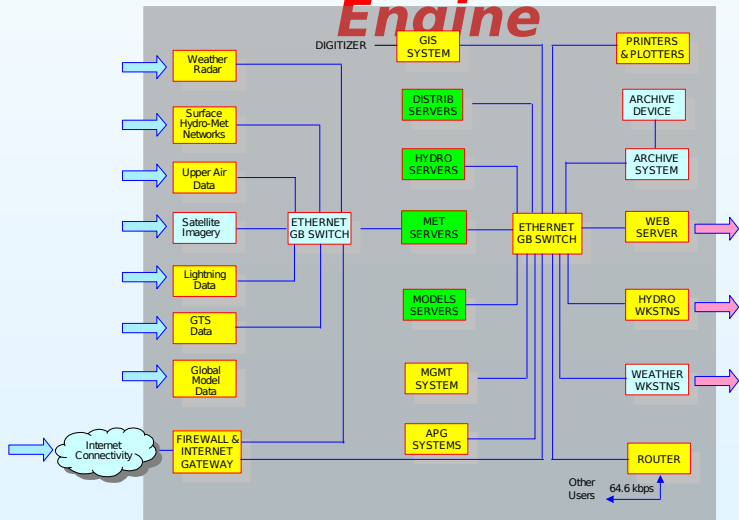 Engine
DIGITIZER
GIS
SYSTEM
PRINTERS
& PLOTTERS
Weather
Radar
DISTRIB
SERVERS
ARCHIVE
DEVICE
Surface
Hydro-Met
Networks
HYDRO
SERVERS
ARCHIVE
SYSTEM
Upper Air
Data
Satellite
Imagery
ETHERNET
GB SWITCH
MET
SERVERS
ETHERNET
GB SWITCH
WEB
SERVER
Lightning
Data
MODELS
SERVERS
HYDRO
WKSTNS
GTS
Data
Global
Model
Data
MGMT
SYSTEM
WEATHER
WKSTNS
Internet
Connectivity
FIREWALL &
INTERNET
GATEWAY
APG
SYSTEMS
ROUTER
Other
Users
64.6 kbps